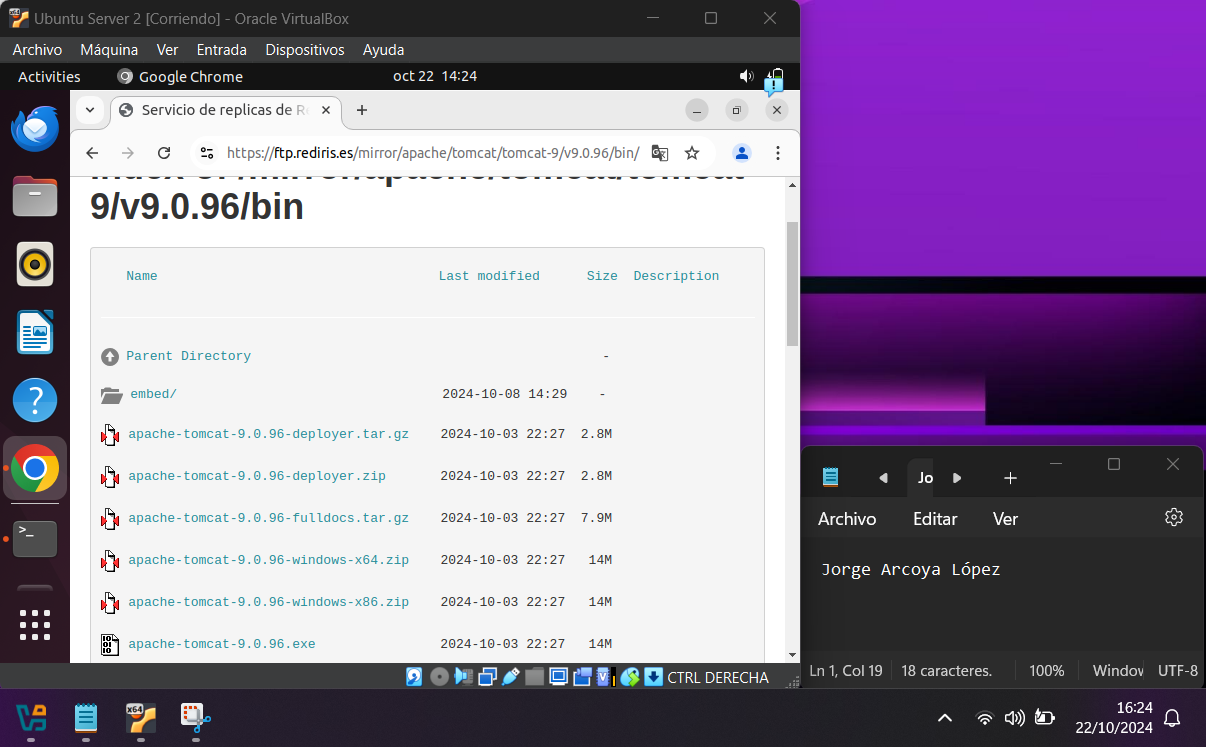 Ubuntu Server 2 [Corriendo] - Oracle VirtualBox
Archivo Máquina Ver Entrada Dispositivos Ayuda
Activities Google Chrome oct 22 14:24
Servicio de replicas de Re
https://ftp.rediris.es/mirror/apache/tomcat/tomcat-9/v9.0.96/bin/
Index of /mirror/apache/tomcat/tomcat-
9/v9.0.96/bin
Name Last modified Size Description
Parent Directory -
embed/ 2024-10-08 14:29 -
apache-tomcat-9.0.96-deployer.tar.gz 2024-10-03 22:27 2.8M
apache-tomcat-9.0.96-deployer.zip 2024-10-03 22:27 2.8M
apache-tomcat-9.0.96-fulldocs.tar.gz 2024-10-03 22:27 7.9M
apache-tomcat-9.0.96-windows-x64.zip 2024-10-03 22:27 14M
apache-tomcat-9.0.96-windows-x86.zip 2024-10-03 22:27 14M
apache-tomcat-9.0.96.exe 2024-10-03 22:27 14M
CTRL DERECHA
Jo
Archivo Editar Ver
Jorge Arcoya López
Ln 1, Col 19 18 caracteres. 100% Window UTF-8
x64
16:24
22/10/2024